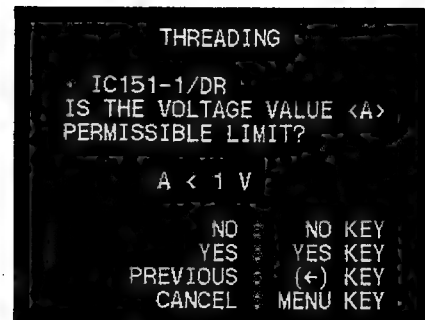 THREADING
* IC151-1/DR
IS THE VOLTAGE VALUE <A>
PERMISSIBLE LIMIT?
A < 1 V
NO : NO KEY
YES : YES KEY
PREVIOUS : (←) KEY
CANCEL : MENU KEY